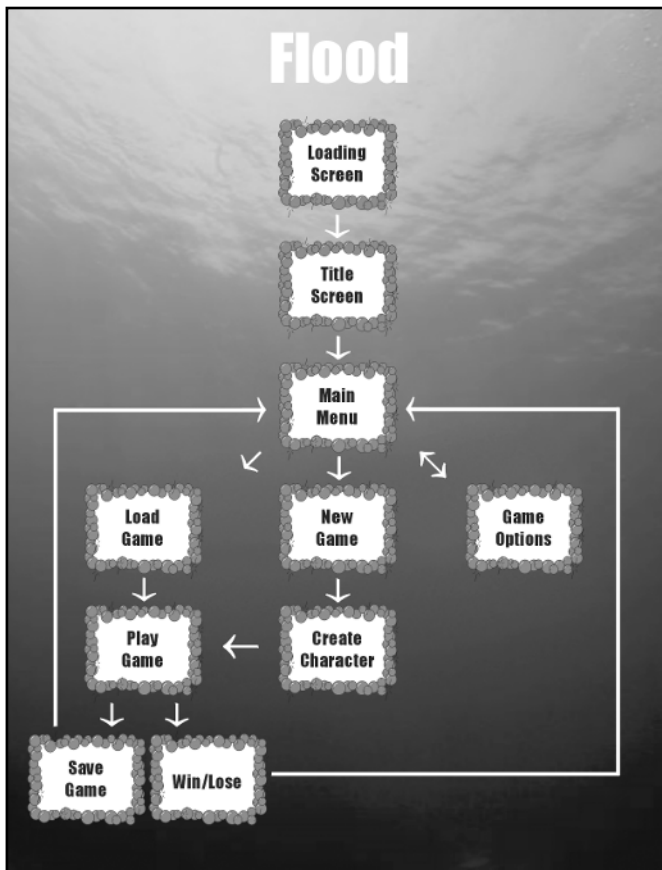 Flood
Loading
Screen
Title
Screen
Main
Menu
Load
Game
New
Game
Game
Options
Play
Game
Create
Character
Save
Game
Win/Lose